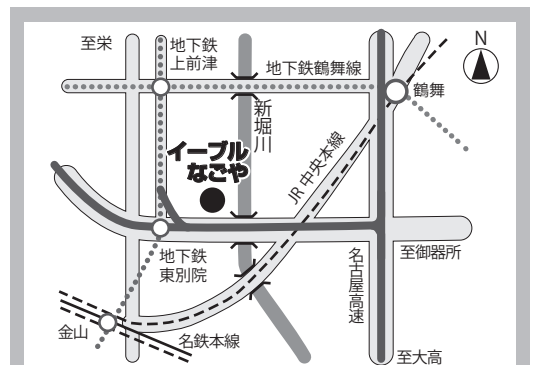 至栄
地下鉄
上前津
地下鉄鶴舞線
N
鶴舞
新堀川
イーブル
なごや
JR中央本線
地下鉄
東別院
名古屋高速
至御器所
金山
名鉄本線
至大高